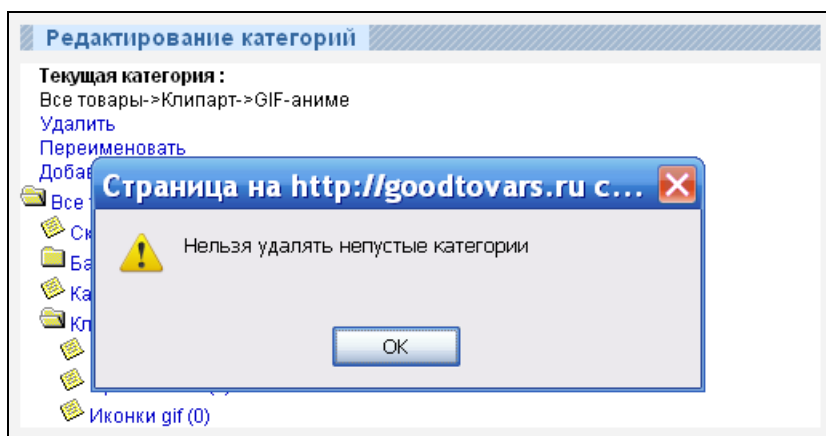 Редактирование категорий
Текущая категория :
Все товары->Клипарт->GIF-аниме
Удалить
Переименовать
Страница на http://goodtovars.ru с...
Все
Нельзя удалять непустые категории
OK
Иконки gif (0)